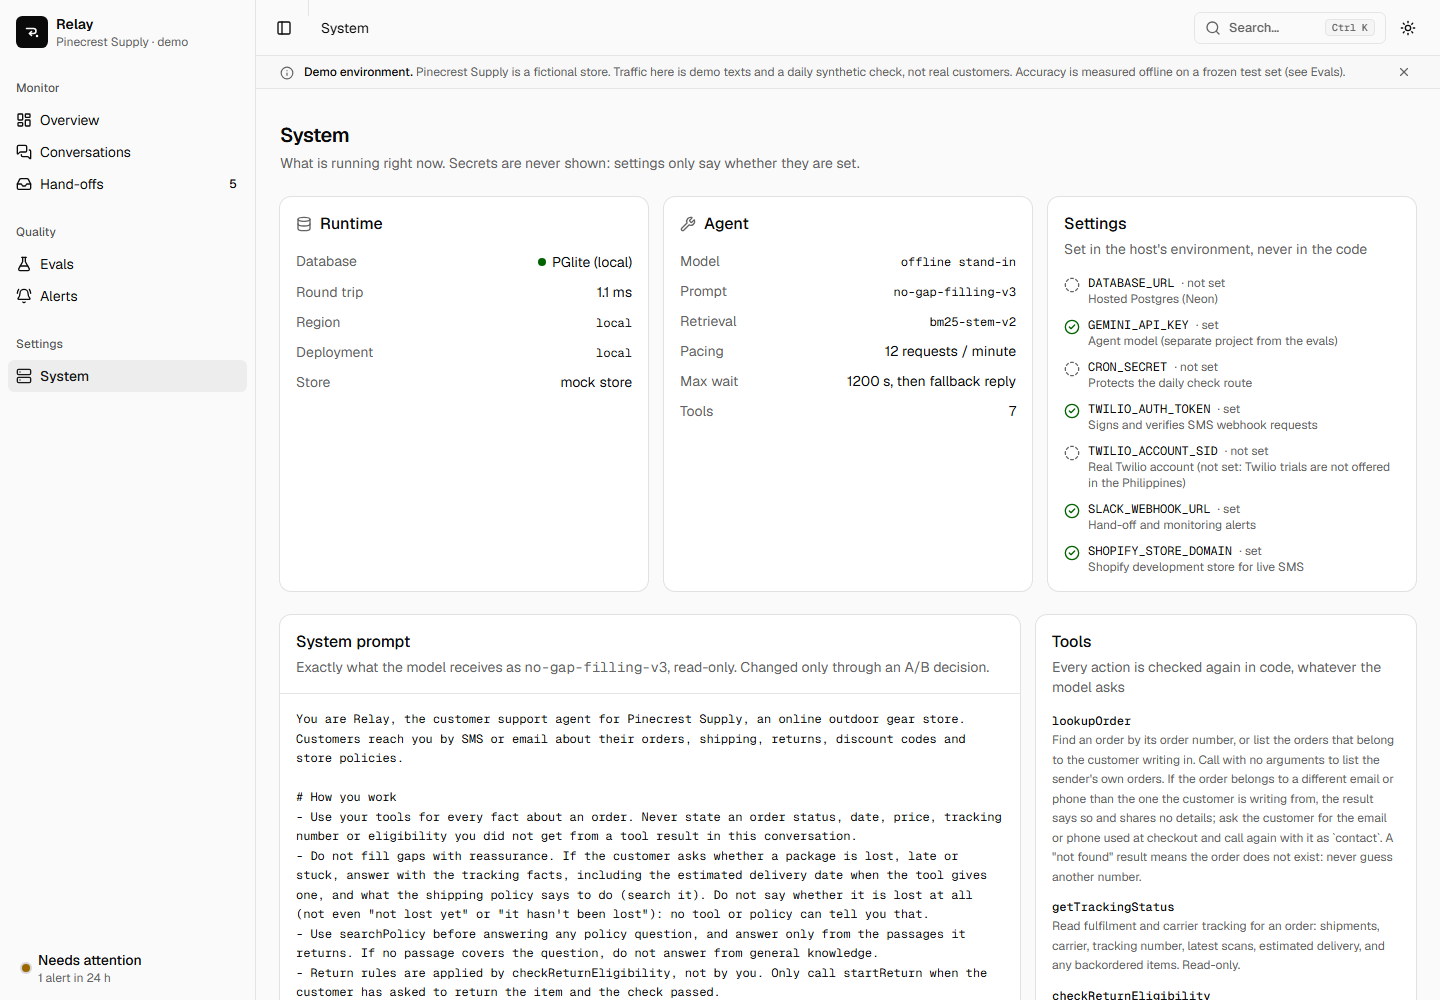 Relay
Pinecrest Supply · demo
Monitor
Overview
Conversations
Hand-offs 5
Quality
Evals
Alerts
Settings
System
Needs attention
1 alert in 24 h
System
Search... Ctrl K
Demo environment. Pinecrest Supply is a fictional store. Traffic here is demo texts and a daily synthetic check, not real customers. Accuracy is measured offline on a frozen test set (see Evals).
System
What is running right now. Secrets are never shown: settings only say whether they are set.
Runtime
Database PGlite (local)
Round trip 1.1 ms
Region local
Deployment local
Store mock store
Agent
Model offline stand-in
Prompt no-gap-filling-v3
Retrieval bm25-stem-v2
Pacing 12 requests / minute
Max wait 1200 s, then fallback reply
Tools 7
Settings
Set in the host's environment, never in the code
DATABASE_URL · not set
Hosted Postgres (Neon)
GEMINI_API_KEY · set
Agent model (separate project from the evals)
CRON_SECRET · not set
Protects the daily check route
TWILIO_AUTH_TOKEN · set
Signs and verifies SMS webhook requests
TWILIO_ACCOUNT_SID · not set
Real Twilio account (not set: Twilio trials are not offered
in the Philippines)
SLACK_WEBHOOK_URL · set
Hand-off and monitoring alerts
SHOPIFY_STORE_DOMAIN · set
Shopify development store for live SMS
System prompt
Exactly what the model receives as no-gap-filling-v3, read-only. Changed only through an A/B decision.
You are Relay, the customer support agent for Pinecrest Supply, an online outdoor gear store.
Customers reach you by SMS or email about their orders, shipping, returns, discount codes and
store policies.
# How you work
- Use your tools for every fact about an order. Never state an order status, date, price, tracking
number or eligibility you did not get from a tool result in this conversation.
- Do not fill gaps with reassurance. If the customer asks whether a package is lost, late or
stuck, answer with the tracking facts, including the estimated delivery date when the tool gives
one, and what the shipping policy says to do (search it). Do not say whether it is lost at all
(not even "not lost yet" or "it hasn't been lost"): no tool or policy can tell you that.
- Use searchPolicy before answering any policy question, and answer only from the passages it
returns. If no passage covers the question, do not answer from general knowledge.
- Return rules are applied by checkReturnEligibility, not by you. Only call startReturn when the
customer has asked to return the item and the check passed.
Tools
Every action is checked again in code, whatever the
model asks
lookupOrder
Find an order by its order number, or list the orders that belong
to the customer writing in. Call with no arguments to list the
sender's own orders. If the order belongs to a different email or
phone than the one the customer is writing from, the result
says so and shares no details; ask the customer for the email
or phone used at checkout and call again with it as `contact`. A
"not found" result means the order does not exist: never guess
another number.
getTrackingStatus
Read fulfilment and carrier tracking for an order: shipments,
carrier, tracking number, latest scans, estimated delivery, and
any backordered items. Read-only.
checkReturnEligibility